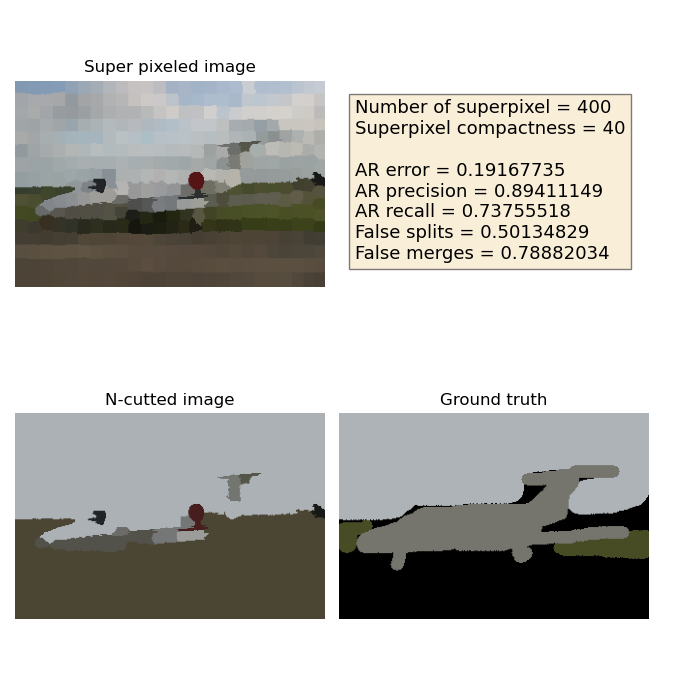 Super pixeled image
Number of superpixel = 400
Superpixel compactness = 40
AR error = 0.19167735
AR precision = 0.89411149
AR recall = 0.73755518
False splits = 0.50134829
False merges = 0.78882034
N-cutted image
Ground truth